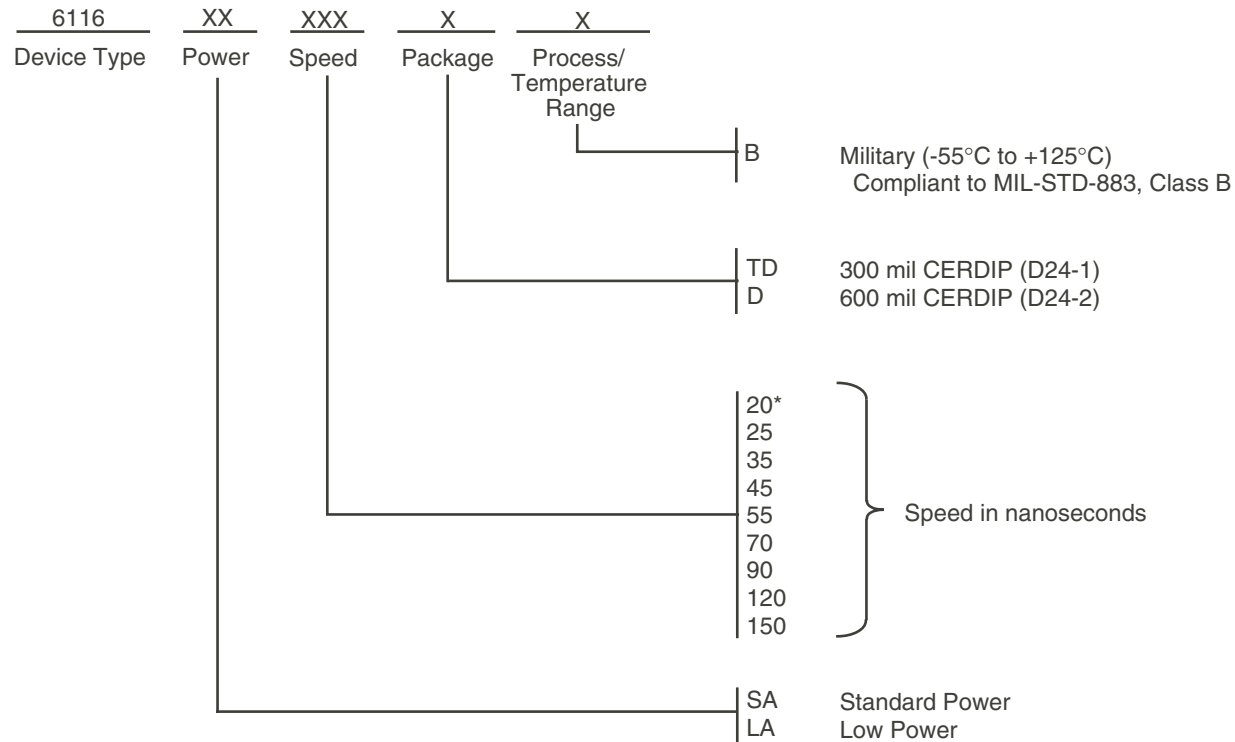 6116 XX XXX X X
Device Type Power Speed Package Process/
Temperature
Range
B Military (-55°C to +125°C)
Compliant to MIL-STD-883, Class B
TD 300 mil CERDIP (D24-1)
D 600 mil CERDIP (D24-2)
20*
25
35
45
55 Speed in nanoseconds
70
90
120
150
SA Standard Power
LA Low Power